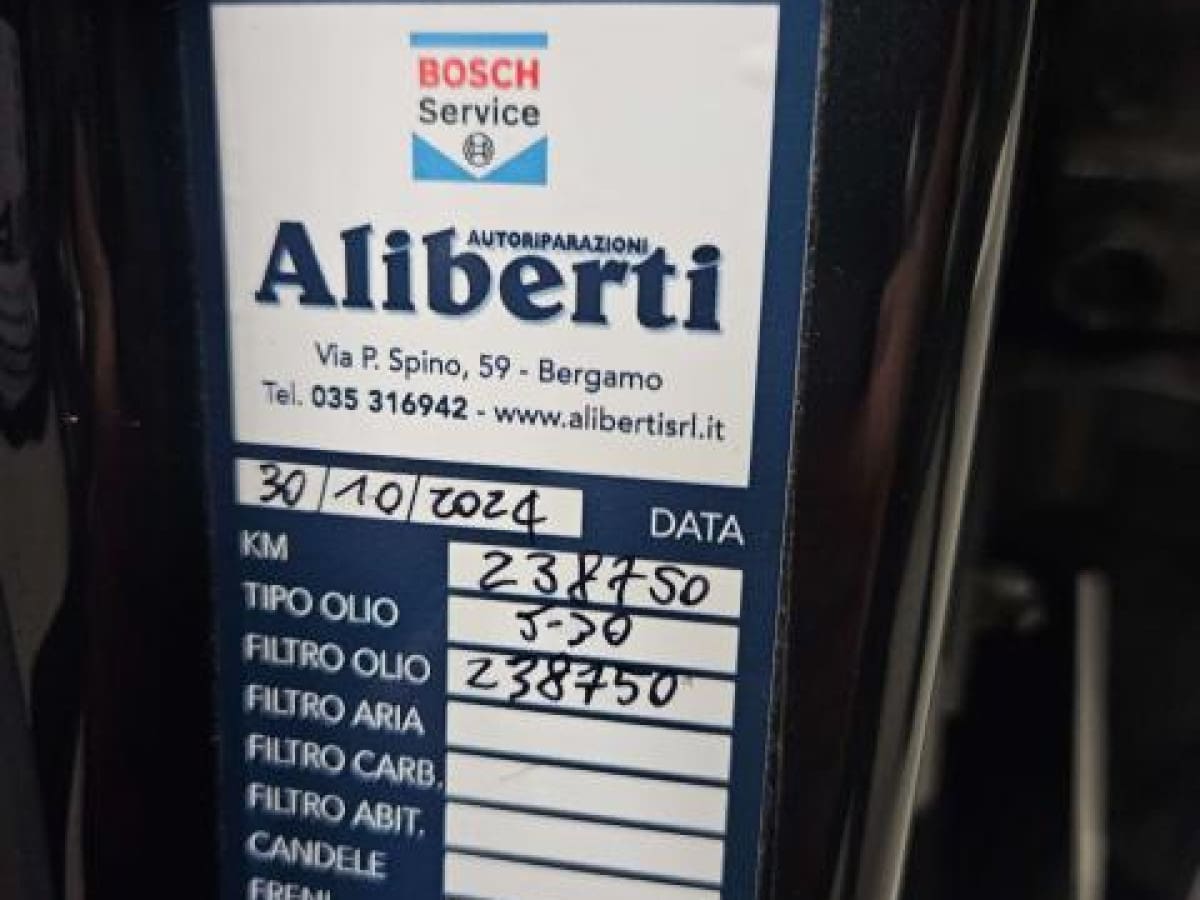 BOSCH
Service
AUTORIPARAZIONI
Aliberti
Via P. Spino, 59 - Bergamo
Tel. 035 316942 - www.alibertisrl.it
30/10/2024 DATA
KM 238750
TIPO OLIO 5-30
FILTRO OLIO 238750
FILTRO ARIA
FILTRO CARB.
FILTRO ABIT.
CANDELE
FRENI